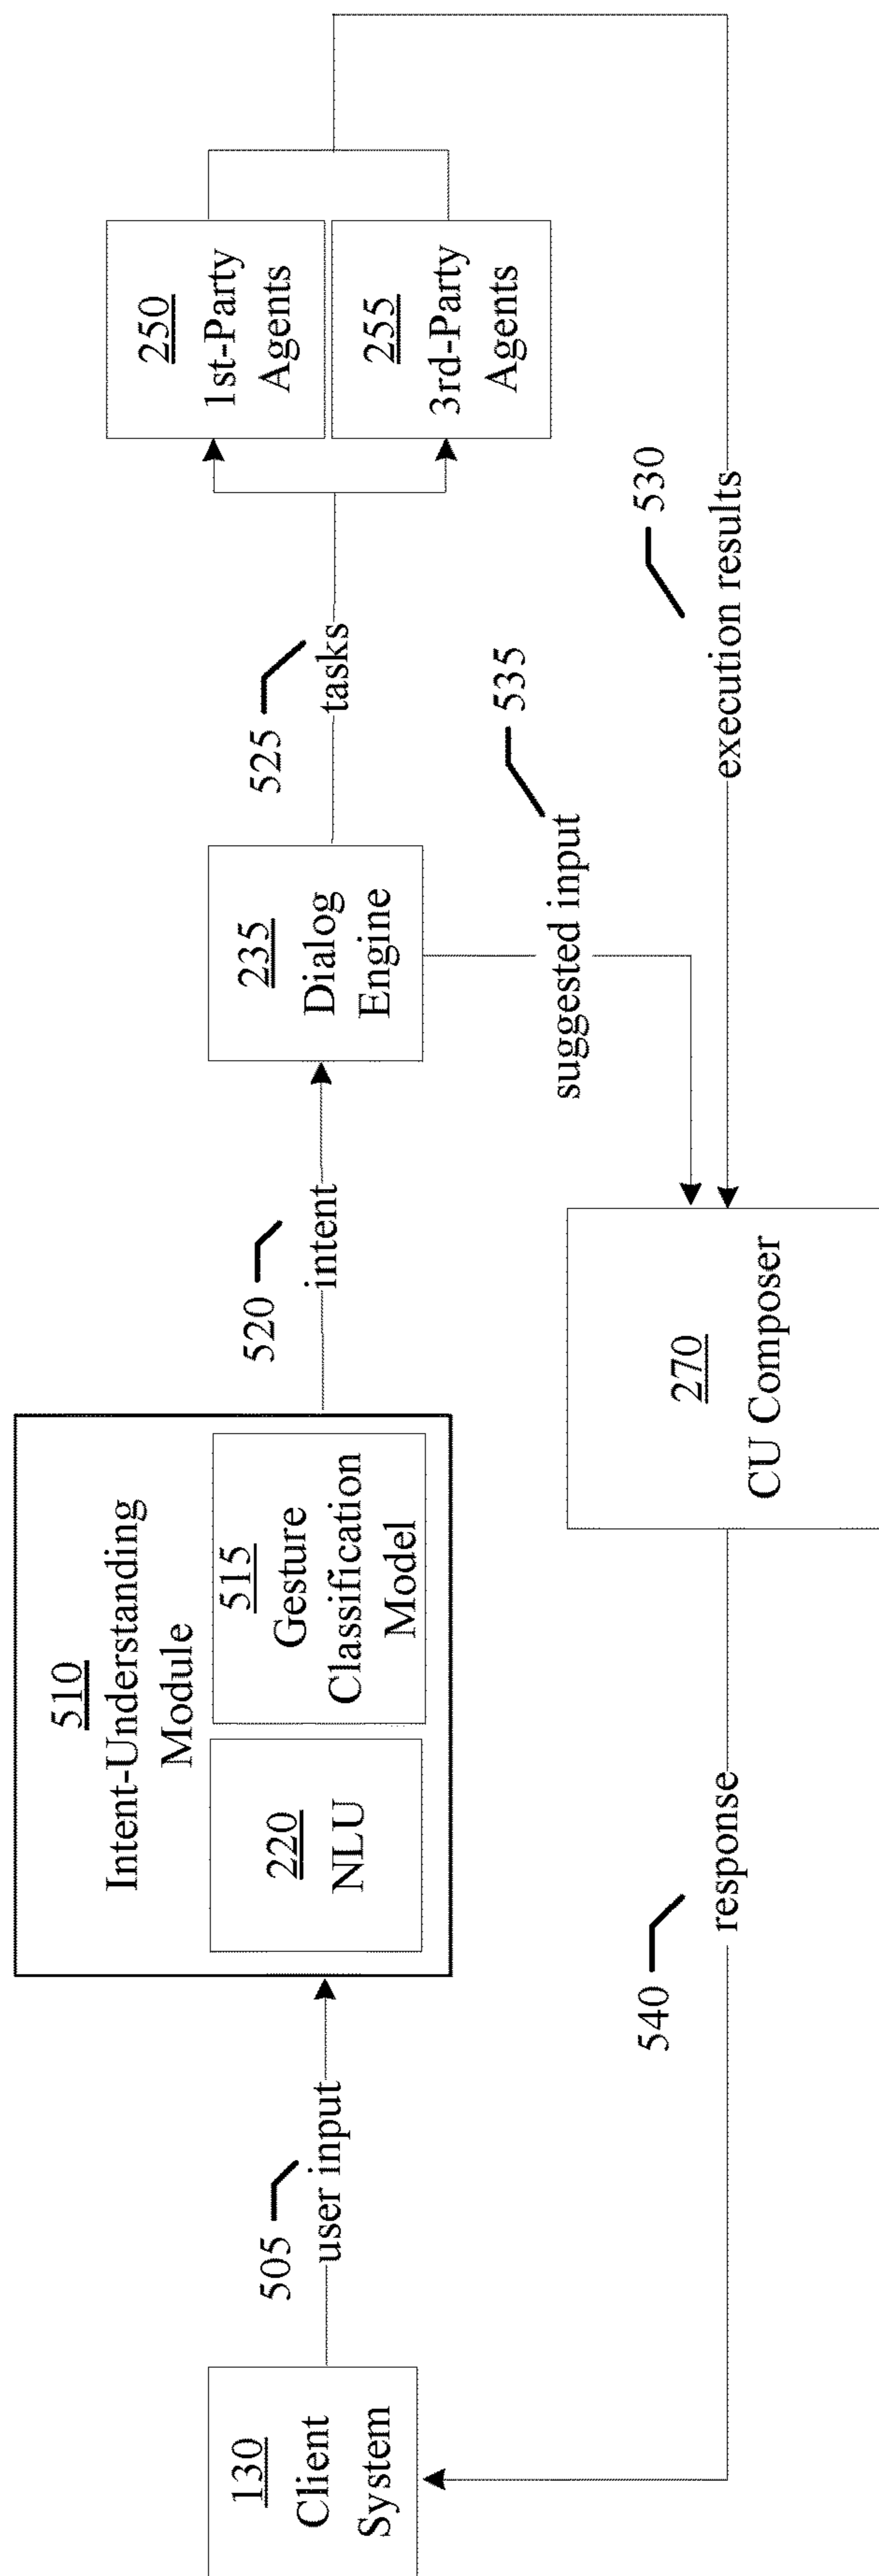 130
Client
System
505
user input
510
Intent-Understanding
Module
220
NLU
515
Gesture
Classification
Model
520
intent
235
Dialog
Engine
525
tasks
250
1st-Party
Agents
255
3rd-Party
Agents
535
suggested input
530
execution results
270
CU Composer
540
response